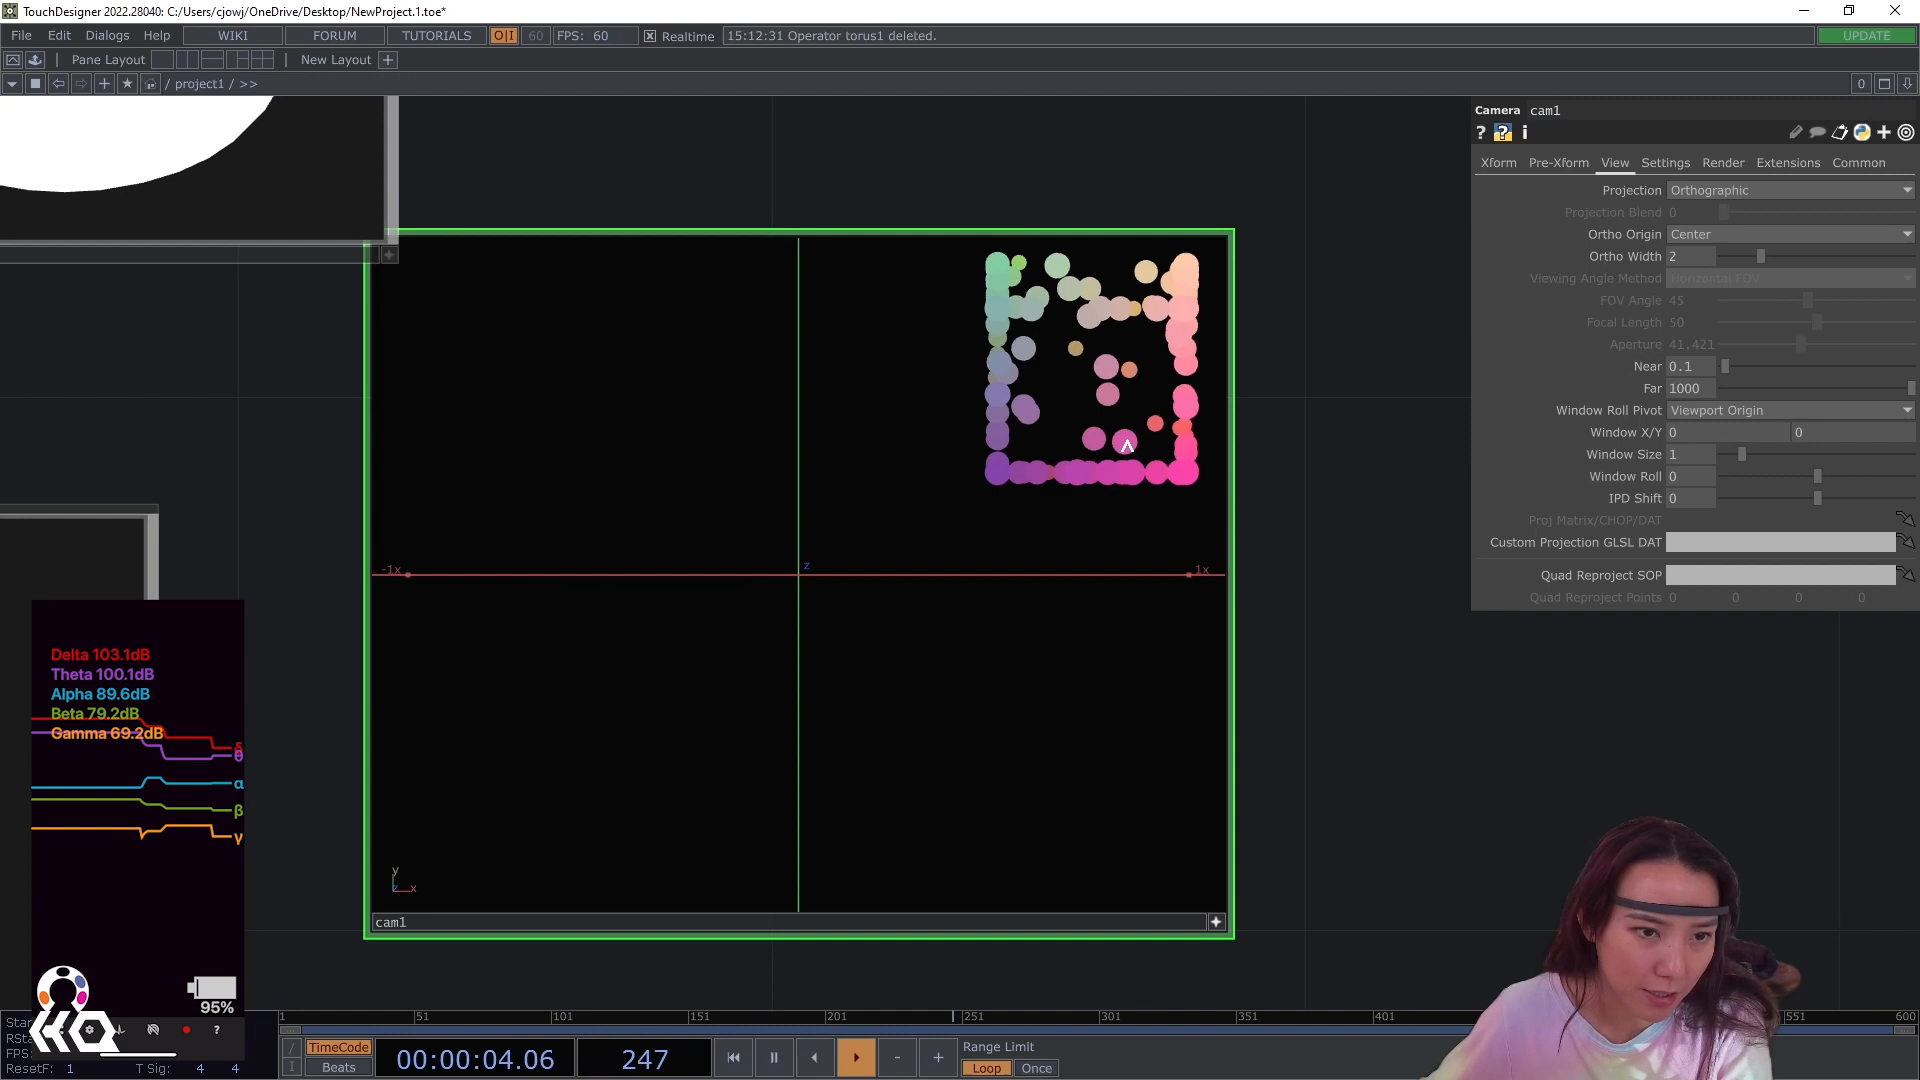 TouchDesigner 2022.28040: C:/Users/cjowj/OneDrive/Desktop/NewProject.1.toe*
File Edit Dialogs Help WIKI FORUM TUTORIALS O|I 60 FPS: 60 Realtime 15:12:31 Operator torus1 deleted. UPDATE
Pane Layout New Layout +
/ project1 / >> 0
Camera cam1
? ? i
Xform Pre-Xform View Settings Render Extensions Common
Projection Orthographic
Projection Blend 0
Ortho Origin Center
Ortho Width 2
Viewing Angle Method Horizontal FOV
FOV Angle 45
Focal Length 50
Aperture 41.421
Near 0.1
Far 1000
Window Roll Pivot Viewport Origin
Window X/Y 0 0
Window Size 1
Window Roll 0
IPD Shift 0
Proj Matrix/CHOP/DAT
Custom Projection GLSL DAT
Quad Reproject SOP
Quad Reproject Points 0 0 0 0
-1x z 1x
y
z x
cam1
Delta 103.1dB
Theta 100.1dB
Alpha 89.6dB
Beta 79.2dB
Gamma 69.2dB
δ
θ
α
β
γ
95%
?
1 51 101 151 201 251 301 351 401 551 600
TimeCode
Beats
00:00:04.06 247
Range Limit
Loop Once
ResetF: 1 T Sig: 4 4